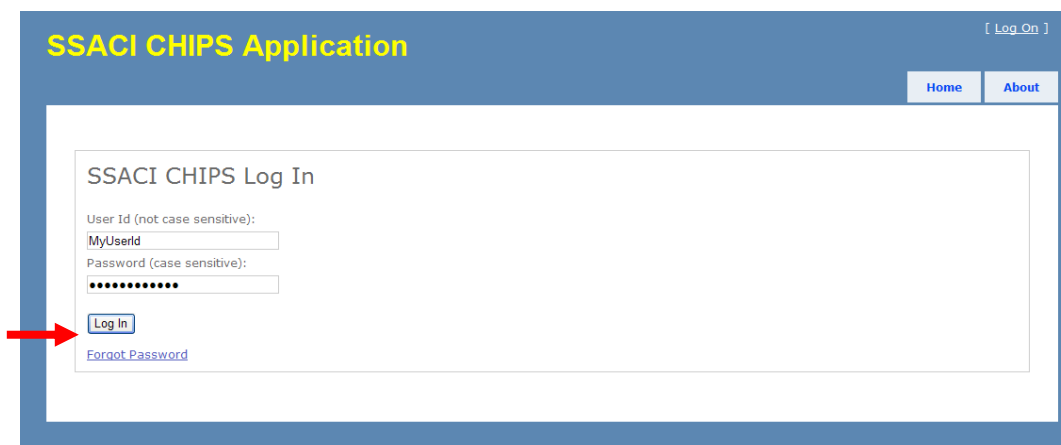 [ Log On ]
SSACI CHIPS Application
Home About
SSACI CHIPS Log In
User Id (not case sensitive):
MyUserId
Password (case sensitive):
••••••••••••
Log In
Forgot Password